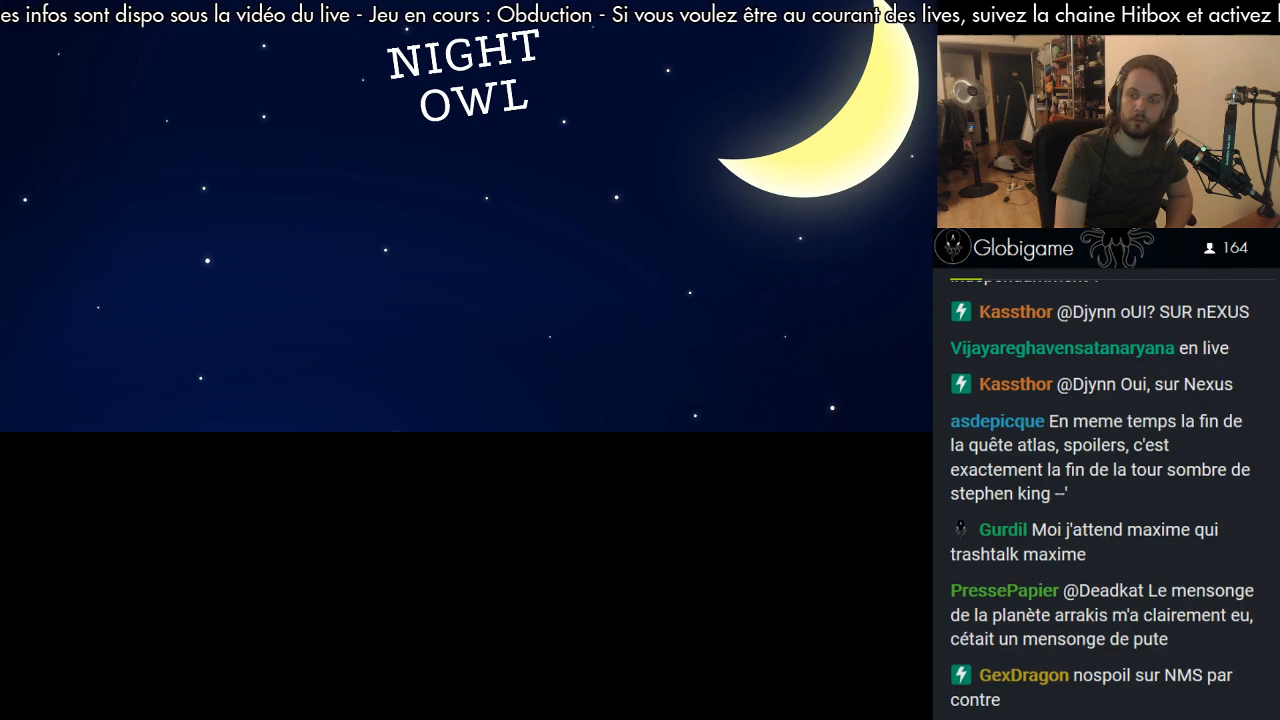 es infos sont dispo sous la vidéo du live - Jeu en cours : Obduction - Si vous voulez être au courant des lives, suivez la chaine Hitbox et activez
NIGHT
OWL
Globigame
164
Kassthor @Djynn oUI? SUR nEXUS
Vijayareghavensatanaryana en live
Kassthor @Djynn Oui, sur Nexus
asdepicque En meme temps la fin de
la quête atlas, spoilers, c'est
exactement la fin de la tour sombre de
stephen king --'
Gurdil Moi j'attend maxime qui
trashtalk maxime
PressePapier @Deadkat Le mensonge
de la planète arrakis m'a clairement eu,
cétait un mensonge de pute
GexDragon nospoil sur NMS par
contre